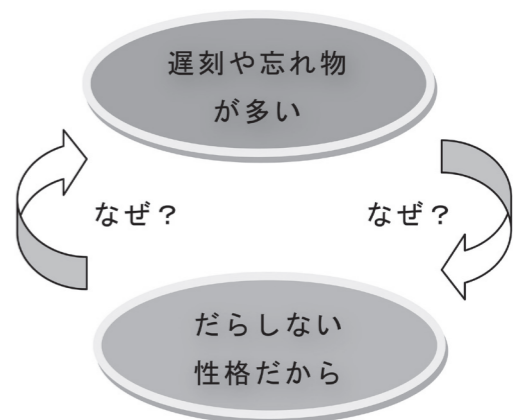 遅刻や忘れ物
が多い
なぜ？
なぜ？
だらしない
性格だから